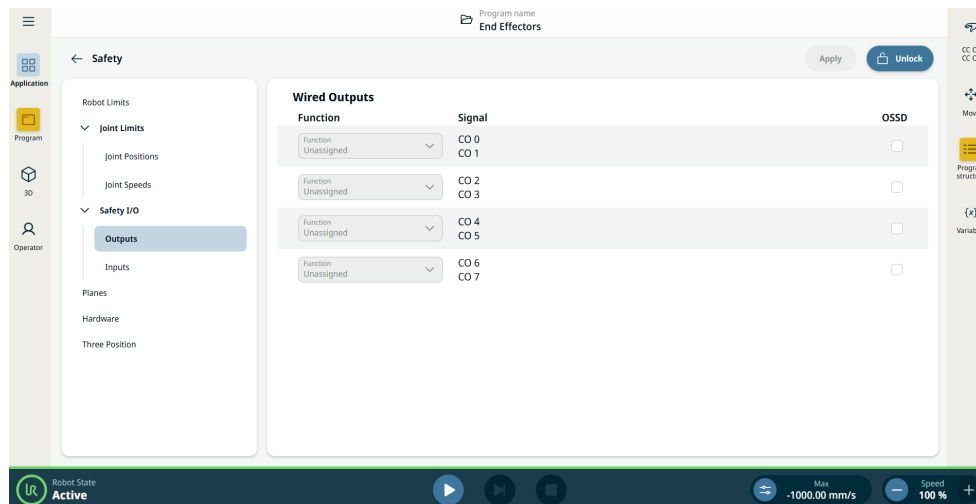 Program name
End Effectors
Safety
Apply
Unlock
Application
Program
3D
Operator
Robot Limits
Joint Limits
Joint Positions
Joint Speeds
Safety I/O
Outputs
Inputs
Planes
Hardware
Three Position
Wired Outputs
Function Signal OSSD
Function
Unassigned
CO 0
CO 1
Function
Unassigned
CO 2
CO 3
Function
Unassigned
CO 4
CO 5
Function
Unassigned
CO 6
CO 7
{x}
UR
Robot State
Active
Max
-1000.00 mm/s
Speed
100 %